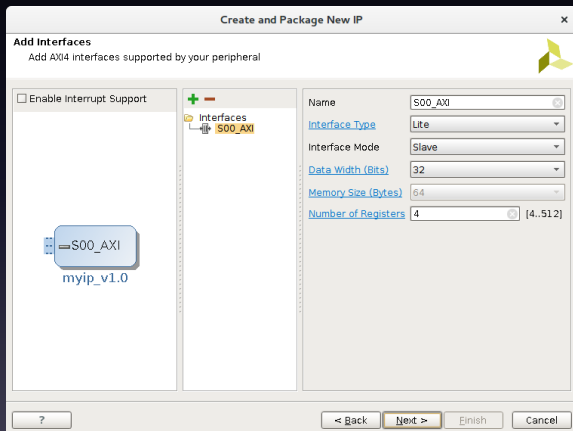 Create and Package New IP
×
Add Interfaces
Add AXI4 interfaces supported by your peripheral
Enable Interrupt Support
S00_AXI
myip_v1.0
Interfaces
S00_AXI
Name S00_AXI
Interface Type Lite
Interface Mode Slave
Data Width (Bits) 32
Memory Size (Bytes) 64
Number of Registers 4 [4..512]
? < Back Next > Finish Cancel